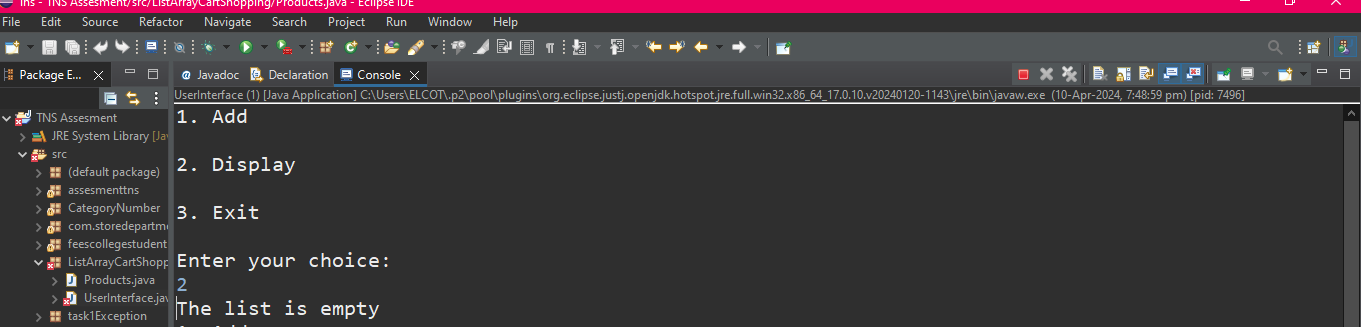 TNS Assesment/src/ListArrayCartShopping/Products.java - Eclipse IDE
File Edit Source Refactor Navigate Search Project Run Window Help
Package E...
Javadoc Declaration Console
UserInterface (1) [Java Application] C:\Users\ELCOT\.p2\pool\plugins\org.eclipse.justj.openjdk.hotspot.jre.full.win32.x86_64_17.0.10.v20240120-1143\jre\bin\javaw.exe (10-Apr-2024, 7:48:59 pm) [pid: 7496]
TNS Assesment
JRE System Library [Jav
src
(default package)
assesmenttns
CategoryNumber
com.storedepartme
feescollegestudent
ListArrayCartShopp
Products.java
UserInterface.jav
task1Exception
1. Add
2. Display
3. Exit
Enter your choice:
2
The list is empty